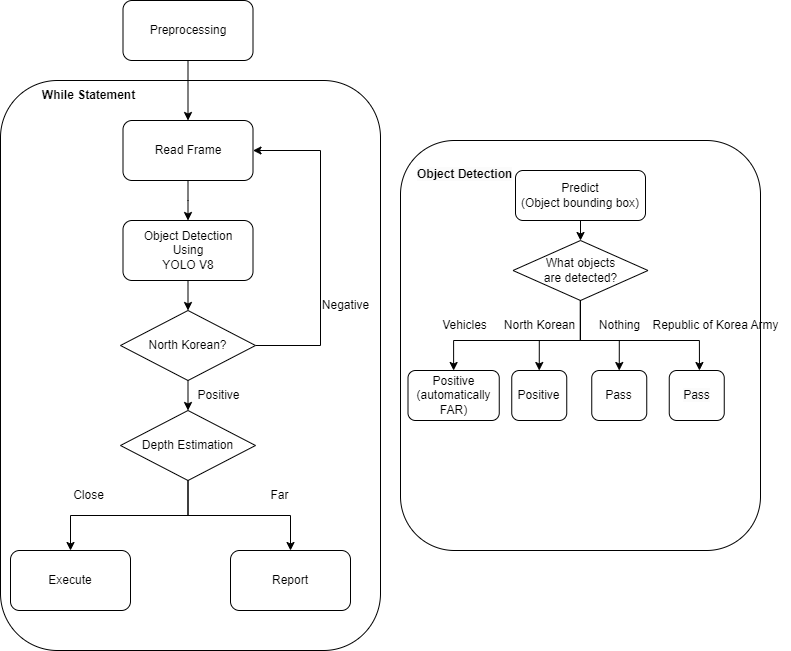 Preprocessing
While Statement
Read Frame
Object Detection
Using
YOLO V8
Negative
North Korean?
Positive
Depth Estimation
Close
Far
Execute
Report
Object Detection
Predict
(Object bounding box)
What objects
are detected?
Vehicles
North Korean
Nothing
Republic of Korea Army
Positive
(automatically
FAR)
Positive
Pass
Pass